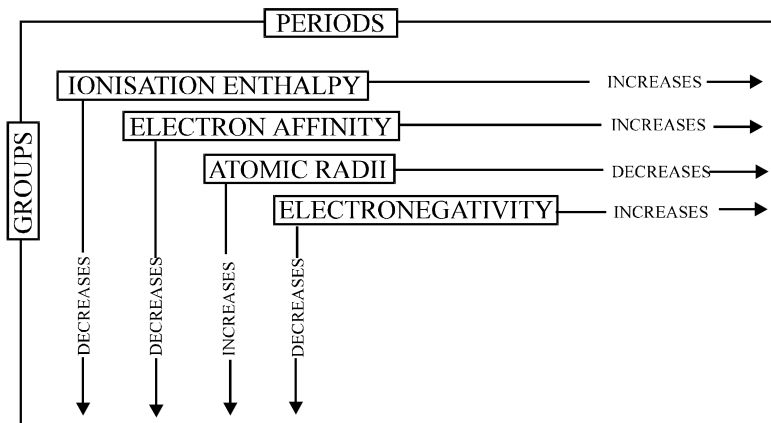 PERIODS
IONISATION ENTHALPY
INCREASES
ELECTRON AFFINITY
INCREASES
ATOMIC RADII
DECREASES
ELECTRONEGATIVITY
INCREASES
GROUPS
DECREASES
DECREASES
INCREASES
DECREASES